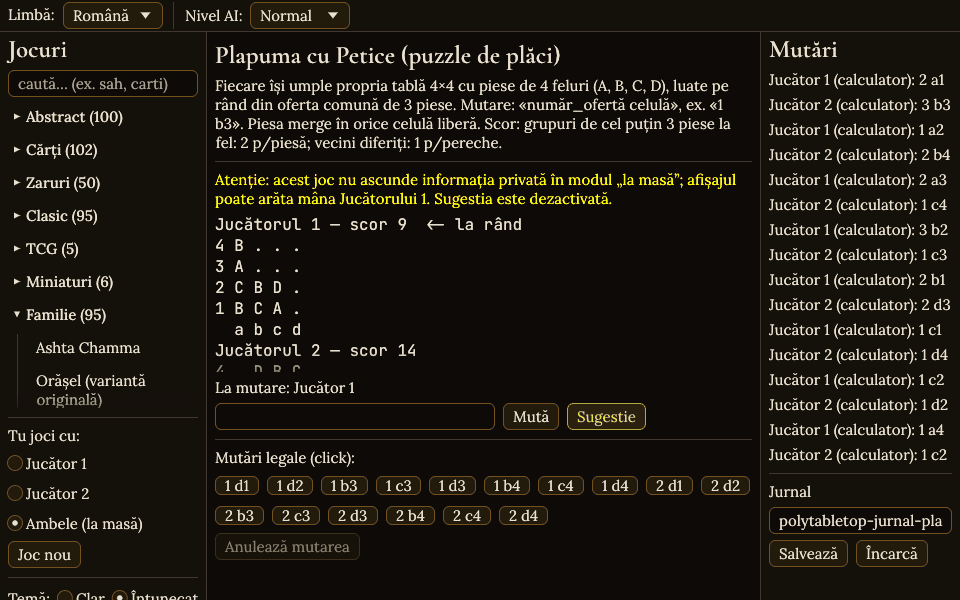 Limbă: Română ▼ Nivel AI: Normal ▼
Jocuri
caută... (ex. sah, carti)
▸ Abstract (100)
▸ Cărți (102)
▸ Zaruri (50)
▸ Clasic (95)
▸ TCG (5)
▸ Miniaturi (6)
▾ Familie (95)
Ashta Chamma
Orășel (variantă
originală)
Tu joci cu:
Jucător 1
Jucător 2
Ambele (la masă)
Joc nou
Temă: Clar Întunecat
Plapuma cu Petice (puzzle de plăci)
Fiecare își umple propria tablă 4×4 cu piese de 4 feluri (A, B, C, D), luate pe
rând din oferta comună de 3 piese. Mutare: «număr_ofertă celulă», ex. «1
b3». Piesa merge în orice celulă liberă. Scor: grupuri de cel puțin 3 piese la
fel: 2 p/piesă; vecini diferiți: 1 p/pereche.
Atenție: acest joc nu ascunde informația privată în modul „la masă”; afișajul
poate arăta mâna Jucătorului 1. Sugestia este dezactivată.
Jucătorul 1 — scor 9 ← la rând
4 B . . .
3 A . . .
2 C B D .
1 B C A .
a b c d
Jucătorul 2 — scor 14
4 . D B C
La mutare: Jucător 1
Mută Sugestie
Mutări legale (click):
1 d1 1 d2 1 b3 1 c3 1 d3 1 b4 1 c4 1 d4 2 d1 2 d2
2 b3 2 c3 2 d3 2 b4 2 c4 2 d4
Anulează mutarea
Mutări
Jucător 1 (calculator): 2 a1
Jucător 2 (calculator): 3 b3
Jucător 1 (calculator): 1 a2
Jucător 2 (calculator): 2 b4
Jucător 1 (calculator): 2 a3
Jucător 2 (calculator): 1 c4
Jucător 1 (calculator): 3 b2
Jucător 2 (calculator): 1 c3
Jucător 1 (calculator): 2 b1
Jucător 2 (calculator): 2 d3
Jucător 1 (calculator): 1 c1
Jucător 2 (calculator): 1 d4
Jucător 1 (calculator): 1 c2
Jucător 2 (calculator): 1 d2
Jucător 1 (calculator): 1 a4
Jucător 2 (calculator): 1 c2
Jurnal
polytabletop-jurnal-pla
Salvează Încarcă